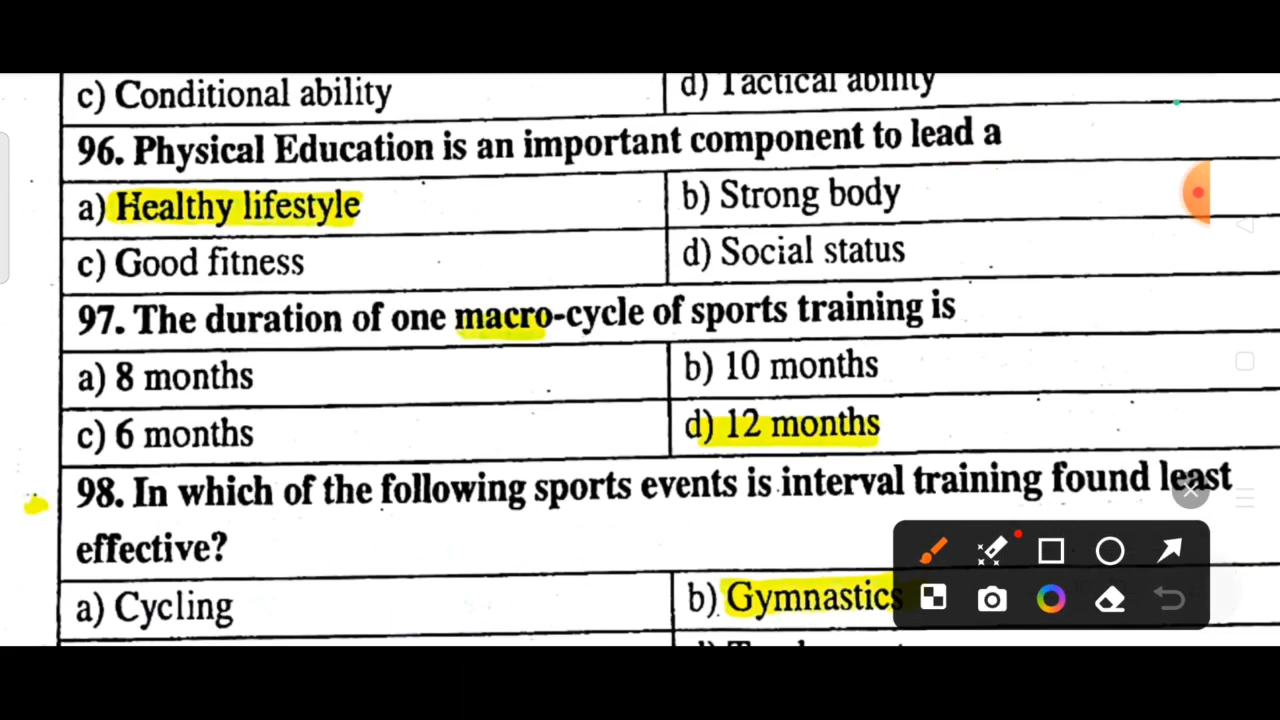 c) Conditional ability
d) Tactical ability
96. Physical Education is an important component to lead a
a) Healthy lifestyle
b) Strong body
c) Good fitness
d) Social status
97. The duration of one macro-cycle of sports training is
a) 8 months
b) 10 months
c) 6 months
d) 12 months
98. In which of the following sports events is interval training found least
effective?
a) Cycling
b) Gymnastics